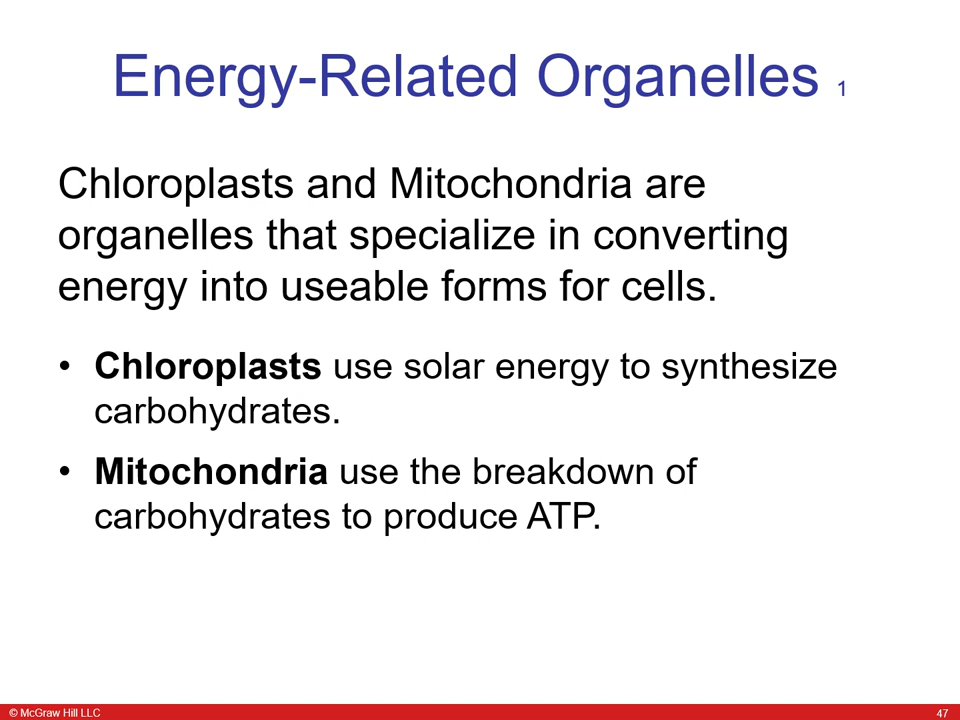 Energy-Related Organelles 1
Chloroplasts and Mitochondria are
organelles that specialize in converting
energy into useable forms for cells.
• Chloroplasts use solar energy to synthesize
carbohydrates.
• Mitochondria use the breakdown of
carbohydrates to produce ATP.
© McGraw Hill LLC
47